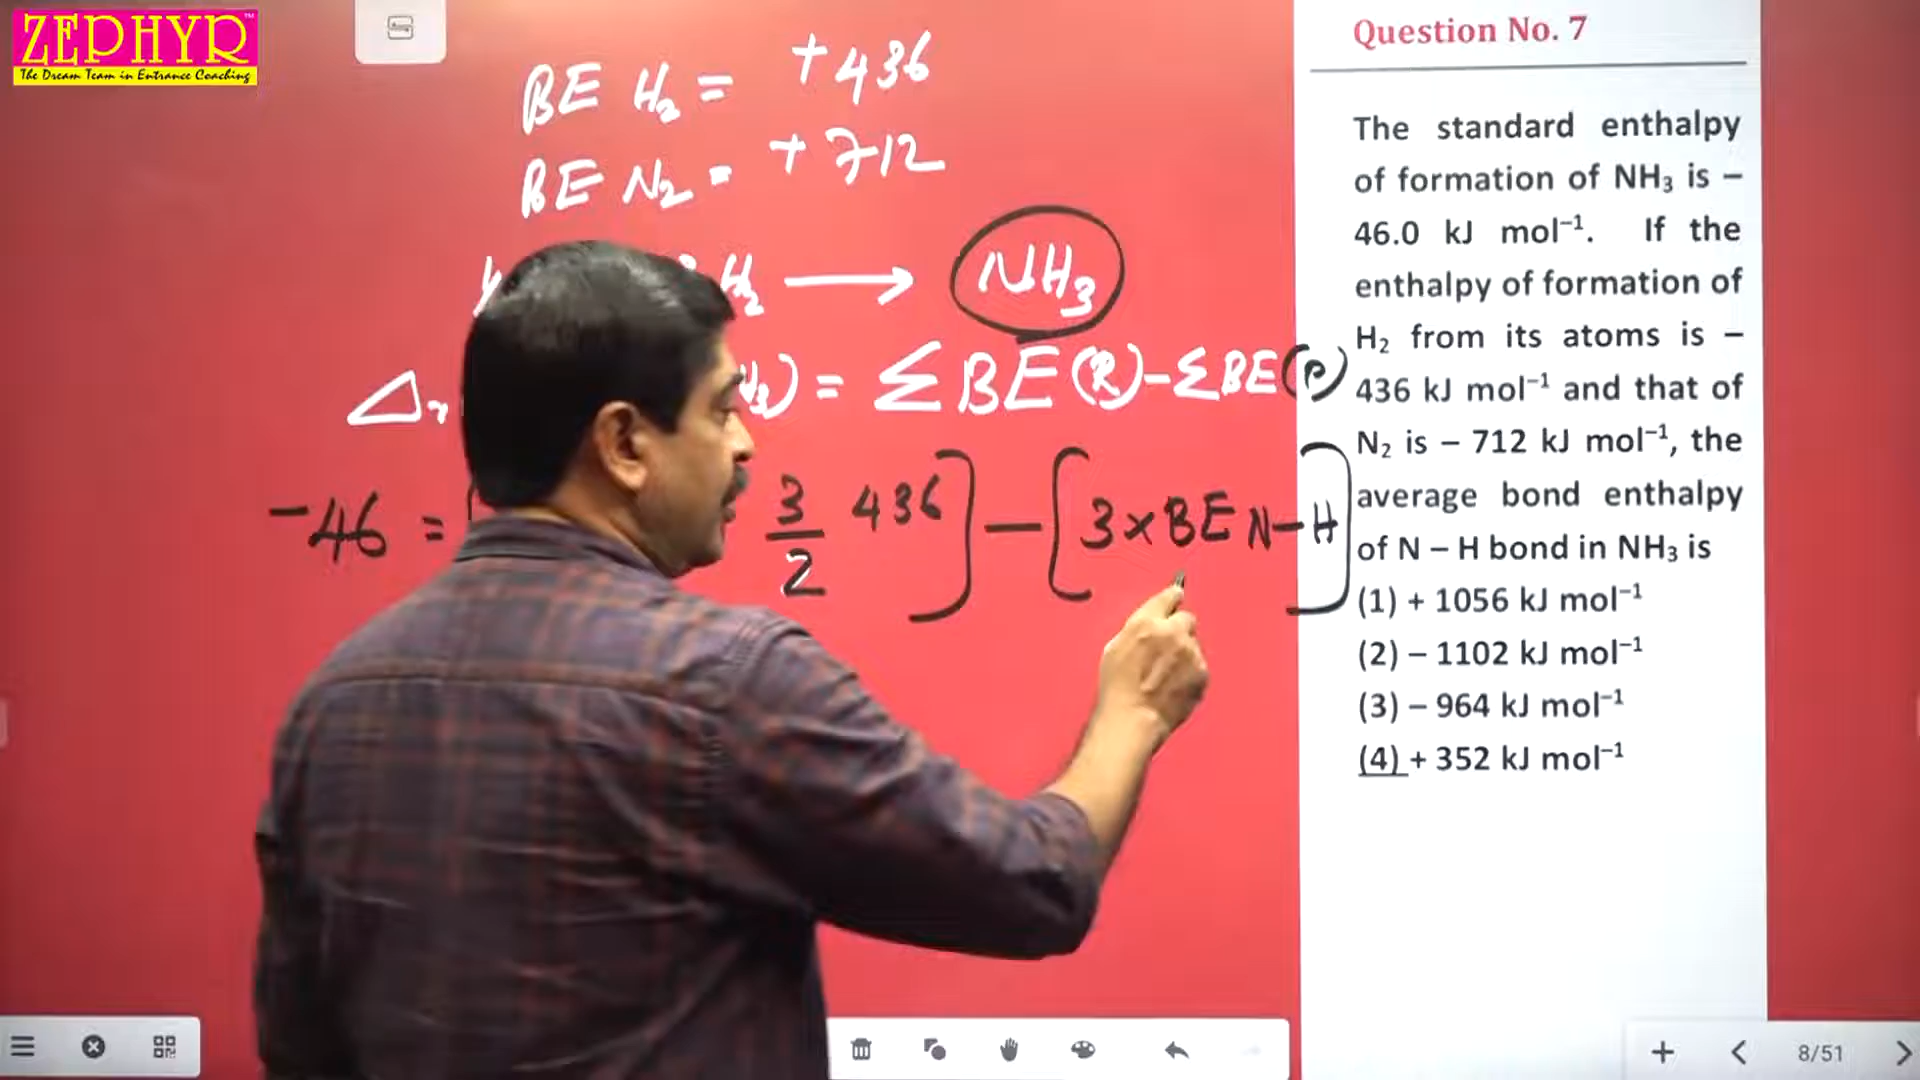 ZEPHYR™
The Dream Team in Entrance Coaching
BE H₂ = +436
BE N₂ = +712
H₂ ⟶ NH₃
Δr ) = ΣBE(R)-ΣBE(P)
-46 = [ 3/2 436] - [3×BE N-H]
Question No. 7
The standard enthalpy
of formation of NH₃ is –
46.0 kJ mol⁻¹. If the
enthalpy of formation of
H₂ from its atoms is –
436 kJ mol⁻¹ and that of
N₂ is – 712 kJ mol⁻¹, the
average bond enthalpy
of N – H bond in NH₃ is
(1) + 1056 kJ mol⁻¹
(2) – 1102 kJ mol⁻¹
(3) – 964 kJ mol⁻¹
(4) + 352 kJ mol⁻¹
8/51